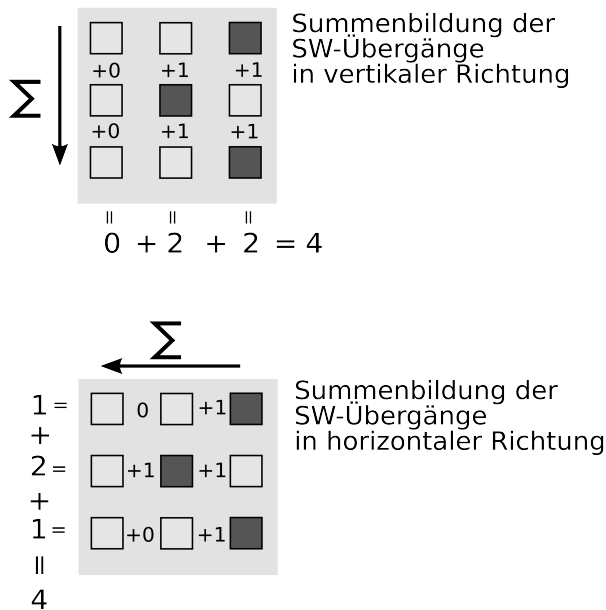 Summenbildung der
SW-Übergänge
in vertikaler Richtung
∑
+0 +1 +1
+0 +1 +1
= = =
0 + 2 + 2 = 4
∑
Summenbildung der
SW-Übergänge
in horizontaler Richtung
1 = 0 +1
+
2 = +1 +1
+
1 = +0 +1
=
4